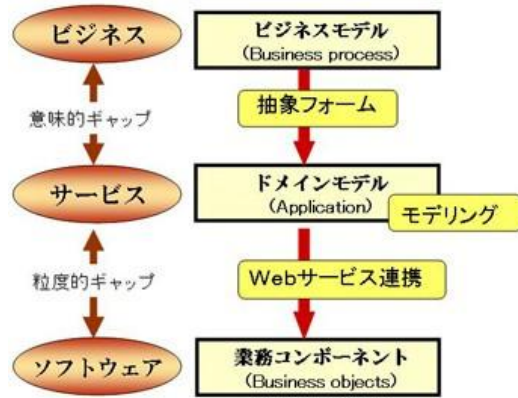 ビジネス
ビジネスモデル
(Business process)
意味的ギャップ
抽象フォーム
サービス
ドメインモデル
(Application)
モデリング
粒度的ギャップ
Webサービス連携
ソフトウェア
業務コンポーネント
(Business objects)